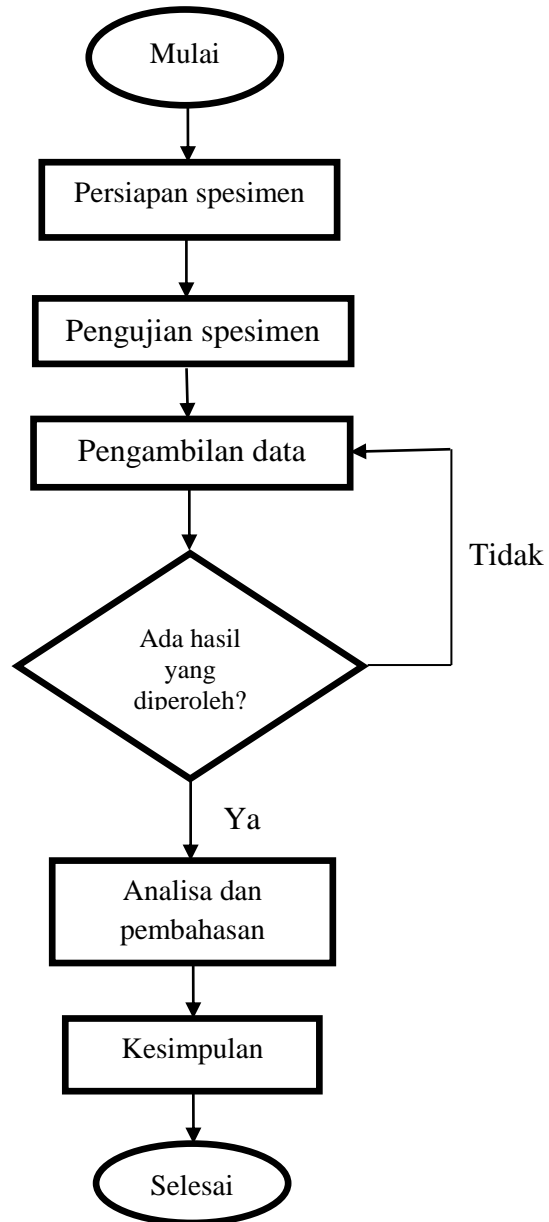 Mulai
Persiapan spesimen
Pengujian spesimen
Pengambilan data
Tidak
Ada hasil
yang
diperoleh?
Ya
Analisa dan
pembahasan
Kesimpulan
Selesai